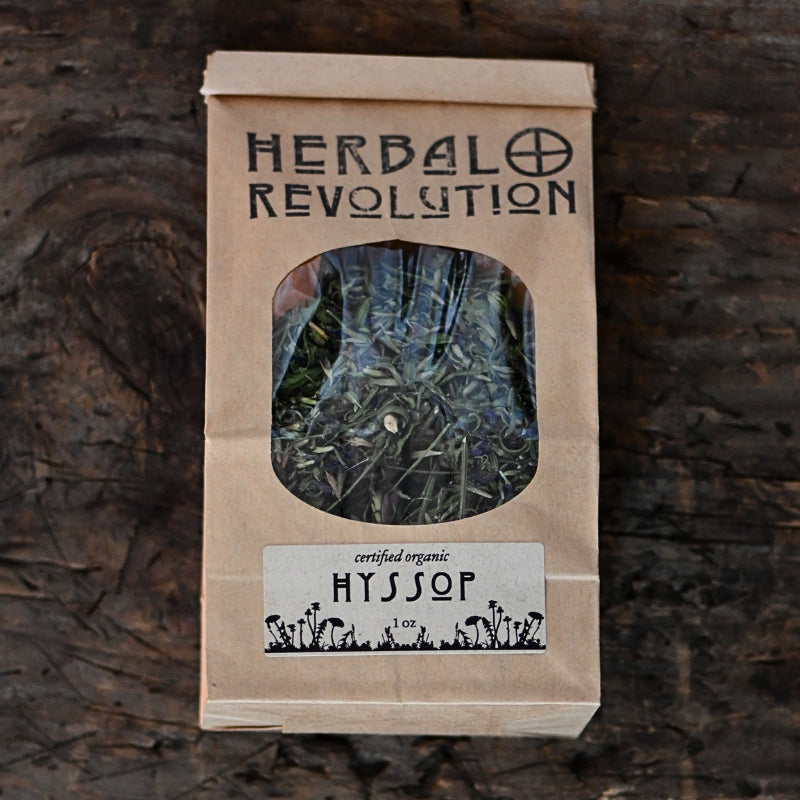 HERBAL
REVOLUTION
certified organic
HYSSOP
1 oz